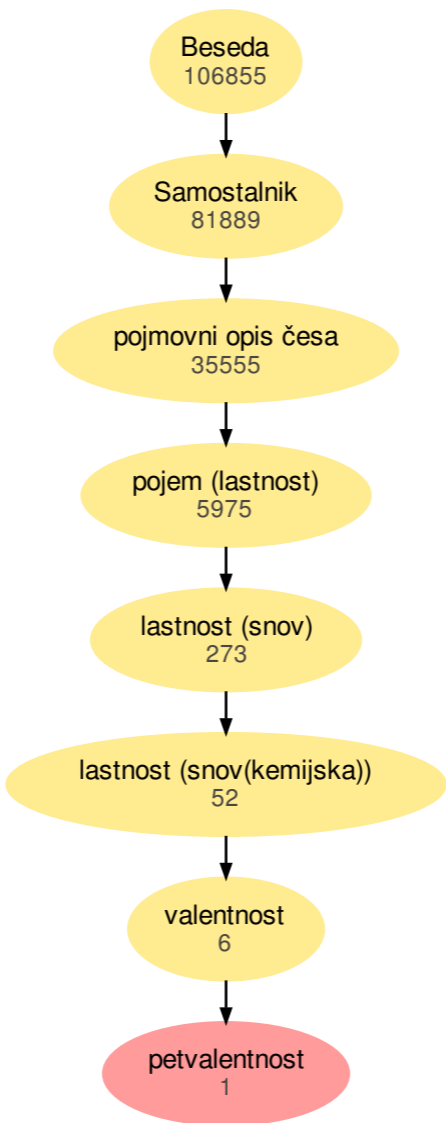 Beseda
106855
Samostalnik
81889
pojmovni opis česa
35555
pojem (lastnost)
5975
lastnost (snov)
273
lastnost (snov(kemijska))
52
valentnost
6
petvalentnost
1